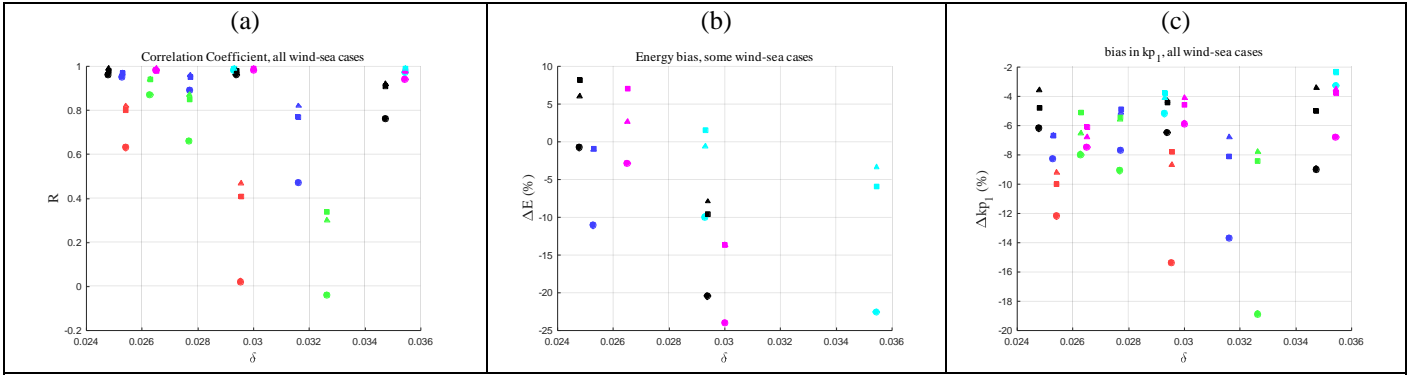 (a)
Correlation Coefficient, all wind-sea cases
1
0.8
0.6
0.4
0.2
0
-0.2
R
0.024 0.026 0.028 0.03 0.032 0.034 0.036
δ
(b)
Energy bias, some wind-sea cases
10
5
0
-5
-10
-15
-20
-25
ΔE (%)
0.024 0.026 0.028 0.03 0.032 0.034 0.036
δ
(c)
bias in kp₁, all wind-sea cases
-2
-4
-6
-8
-10
-12
-14
-16
-18
-20
Δkp₁ (%)
0.024 0.026 0.028 0.03 0.032 0.034 0.036
δ